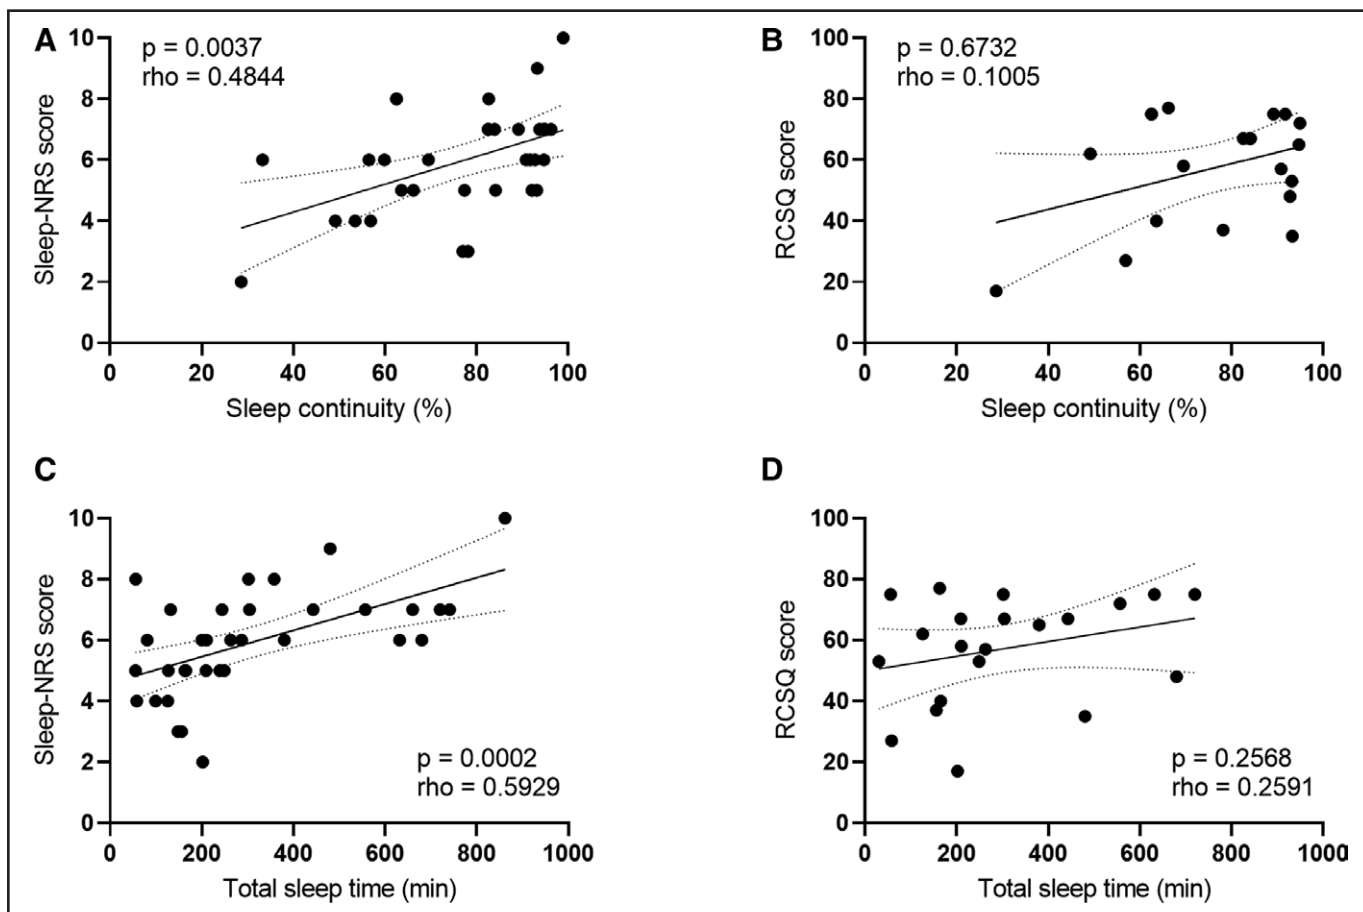 A
p = 0.0037
rho = 0.4844
Sleep-NRS score
10
8
6
4
2
0
0 20 40 60 80 100
Sleep continuity (%)
B
p = 0.6732
rho = 0.1005
RCSQ score
100
80
60
40
20
0
0 20 40 60 80 100
Sleep continuity (%)
C
Sleep-NRS score
10
8
6
4
2
0
p = 0.0002
rho = 0.5929
0 200 400 600 800 1000
Total sleep time (min)
D
RCSQ score
100
80
60
40
20
0
p = 0.2568
rho = 0.2591
0 200 400 600 800 1000
Total sleep time (min)